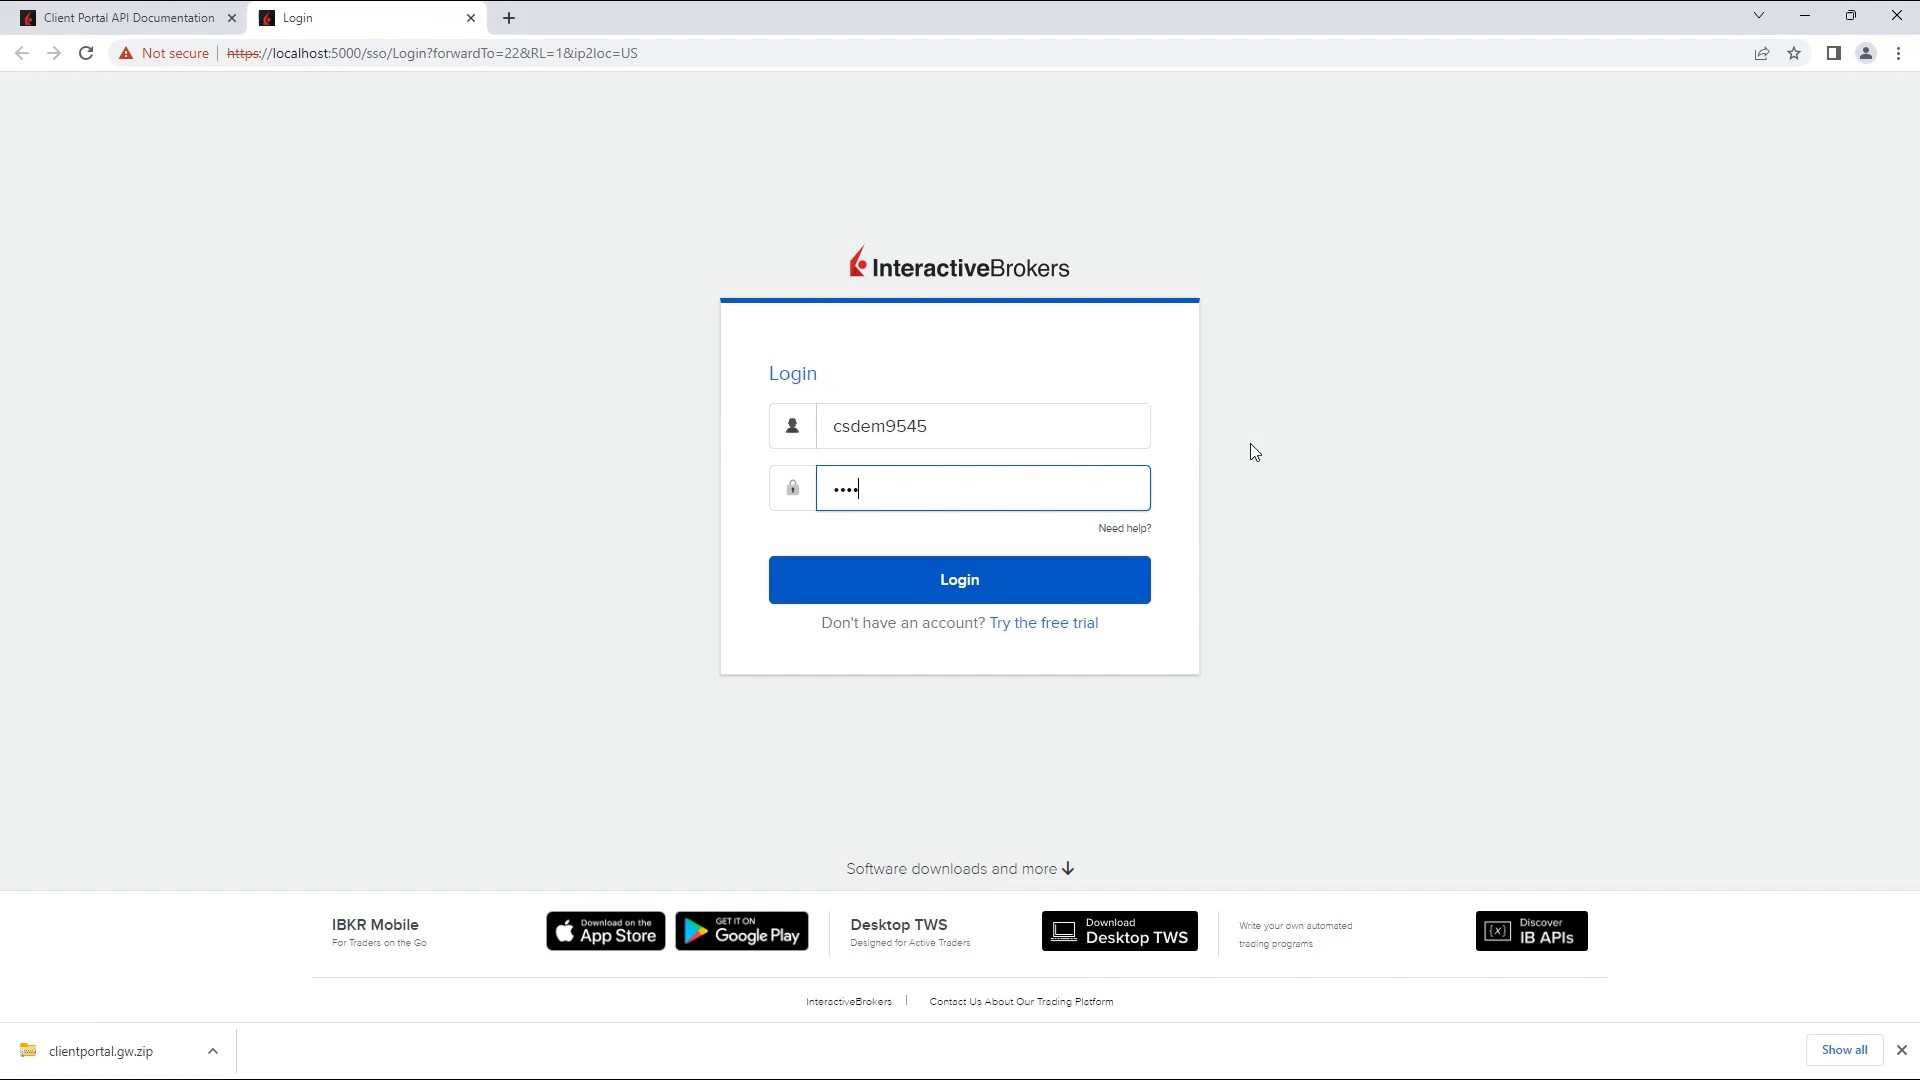 Client Portal API Documentation
Login
Not secure
https://localhost:5000/sso/Login?forwardTo=22&RL=1&ip2loc=US
InteractiveBrokers
Login
csdem9545
••••
Need help?
Login
Don't have an account? Try the free trial
Software downloads and more
IBKR Mobile
For Traders on the Go
Download on the
App Store
GET IT ON
Google Play
Desktop TWS
Designed for Active Traders
Download
Desktop TWS
Write your own automated
trading programs
{x}
Discover
IB APIs
InteractiveBrokers
Contact Us About Our Trading Platform
clientportal.gw.zip
Show all